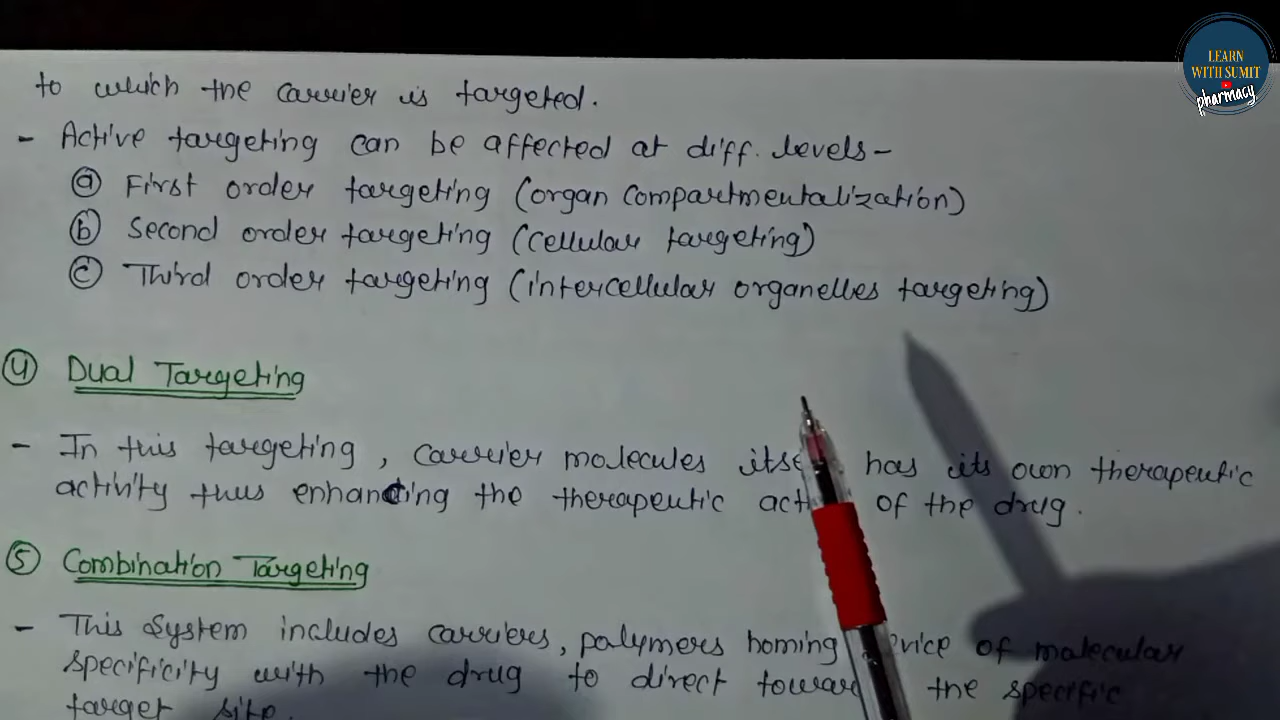 to which the carrier is targeted.
- Active targeting can be affected at diff. levels-
ⓐ First order targeting (organ compartmentalization)
ⓑ Second order targeting (cellular targeting)
ⓒ Third order targeting (intercellular organelles targeting)
④ Dual Targeting
- In this targeting, carrier molecules itse has its own therapeutic
activity thus enhancing the therapeutic act of the drug.
⑤ Combination Targeting
- This system includes carriers, polymers homing vice of molecular
specificity with the drug to direct towar the specific
target site.
LEARN
WITH SUMIT
pharmacy